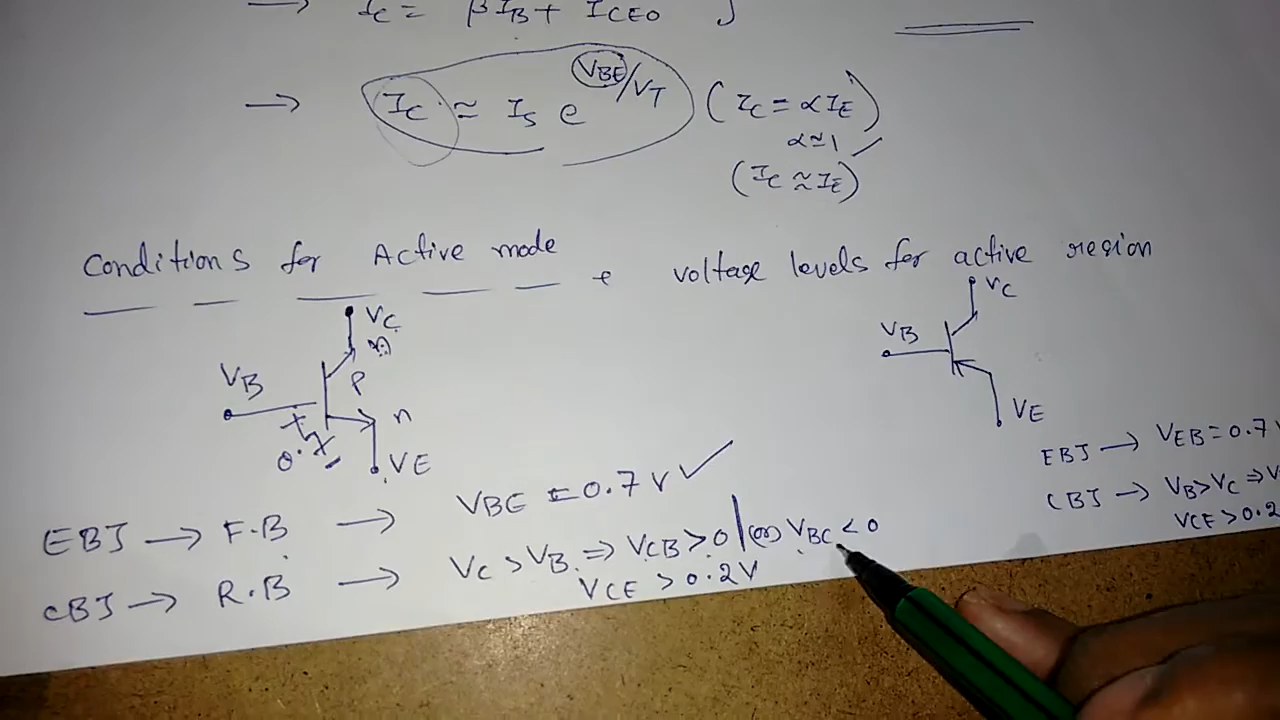 → IC = βIB + ICEO
→ IC ≃ IS e^VBE/VT (IC = αIE)
α≃1
(IC ≃ IE)
Conditions for Active mode + voltage levels for active region
VC
n
VB
P
n
+
0.7
-
VE
VC
VB
VE
EBJ → F.B → VBE = 0.7 V ✓
CBJ → R.B → VC > VB ⇒ VCB > 0 | (or) VBC < 0
VCE > 0.2V
EBJ → VEB = 0.7 V
CBJ → VB > VC ⇒ V
VCE > 0.2